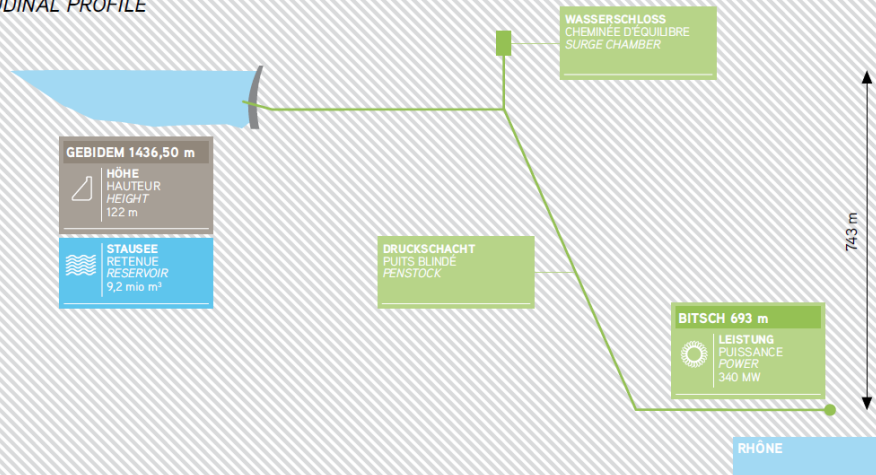 PROFILE
WASSERSCHLOSS
CHEMINÉE D'ÉQUILIBRE
SURGE CHAMBER
GEBIDEM 1436,50 m
HÖHE
HAUTEUR
HEIGHT
122 m
STAUSEE
RETENUE
RESERVOIR
9,2 mio m³
DRUCKSCHACHT
PUITS BLINDÉ
PENSTOCK
743 m
BITSCH 693 m
LEISTUNG
PUISSANCE
POWER
340 MW
RHÔNE